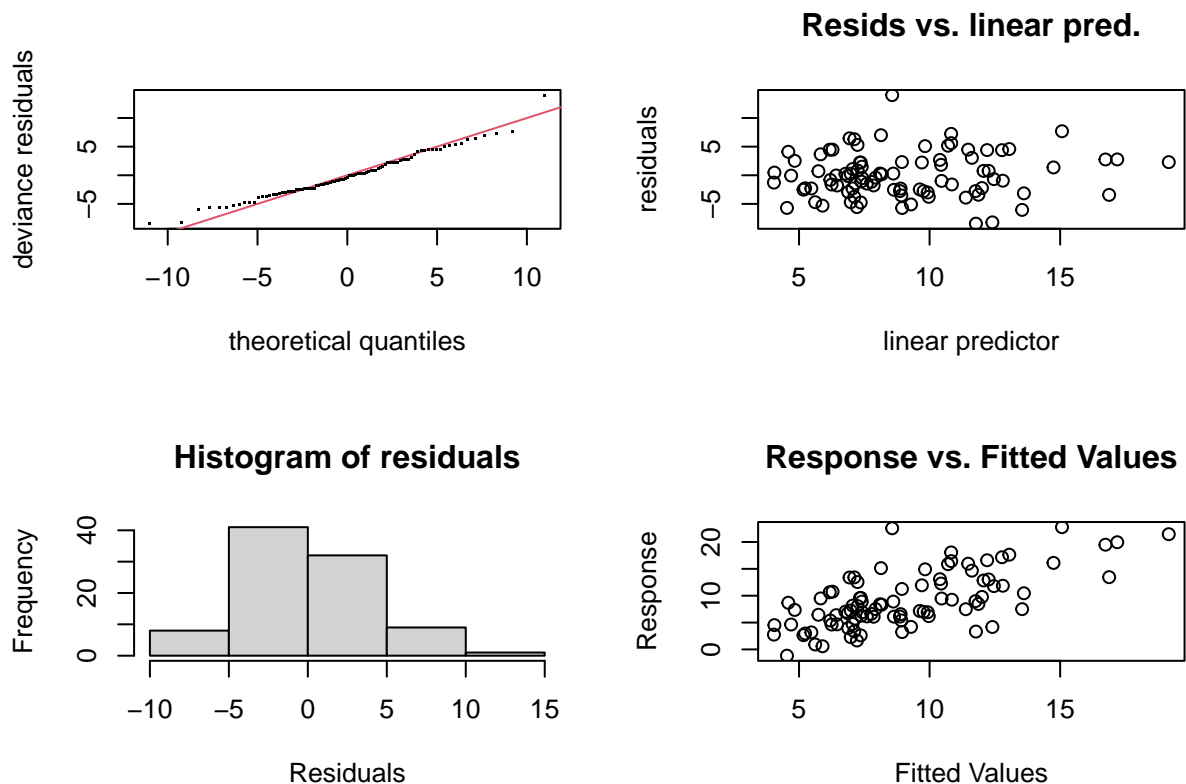 deviance residuals
−5 5
−10 −5 0 5 10
theoretical quantiles
Resids vs. linear pred.
residuals
−5 5
5 10 15
linear predictor
Histogram of residuals
Frequency
0 20 40
−10 −5 0 5 10 15
Residuals
Response vs. Fitted Values
Response
0 10 20
5 10 15
Fitted Values